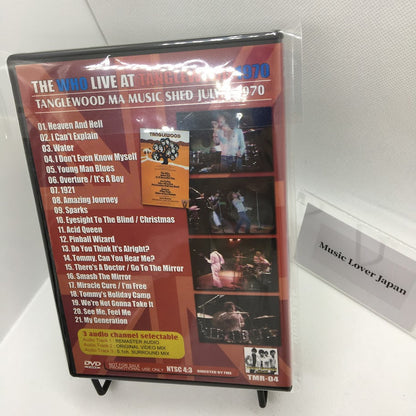 THE WHO LIVE AT TANGLEWOOD 1970
TANGLEWOOD MA MUSIC SHED JULY 1970
01. Heaven And Hell
02. I Can't Explain
03. Water
04. I Don't Even Know Myself
05. Young Man Blues
06. Overture / It's A Boy
07. 1921
08. Amazing Journey
09. Sparks
10. Eyesight To The Blind / Christmas
11. Acid Queen
12. Pinball Wizard
13. Do You Think It's Alright?
14. Tommy, Can You Hear Me?
15. There's A Doctor / Go To The Mirror
16. Smash The Mirror
17. Miracle Cure / I'm Free
18. Tommy's Holiday Camp
19. We're Not Gonna Take It
20. See Me, Feel Me
21. My Generation
TANGLEWOOD
3 audio channel selectable
Audio Track 1 : REMASTER AUDIO
Audio Track 2 : ORIGINAL VIDEO MIX
Audio Track 3 : 5.1ch. SURROUND MIX
DVD
NOT FOR SALE
USE ONLY
NTSC 4:3
TMR-04
Music Lover Japan